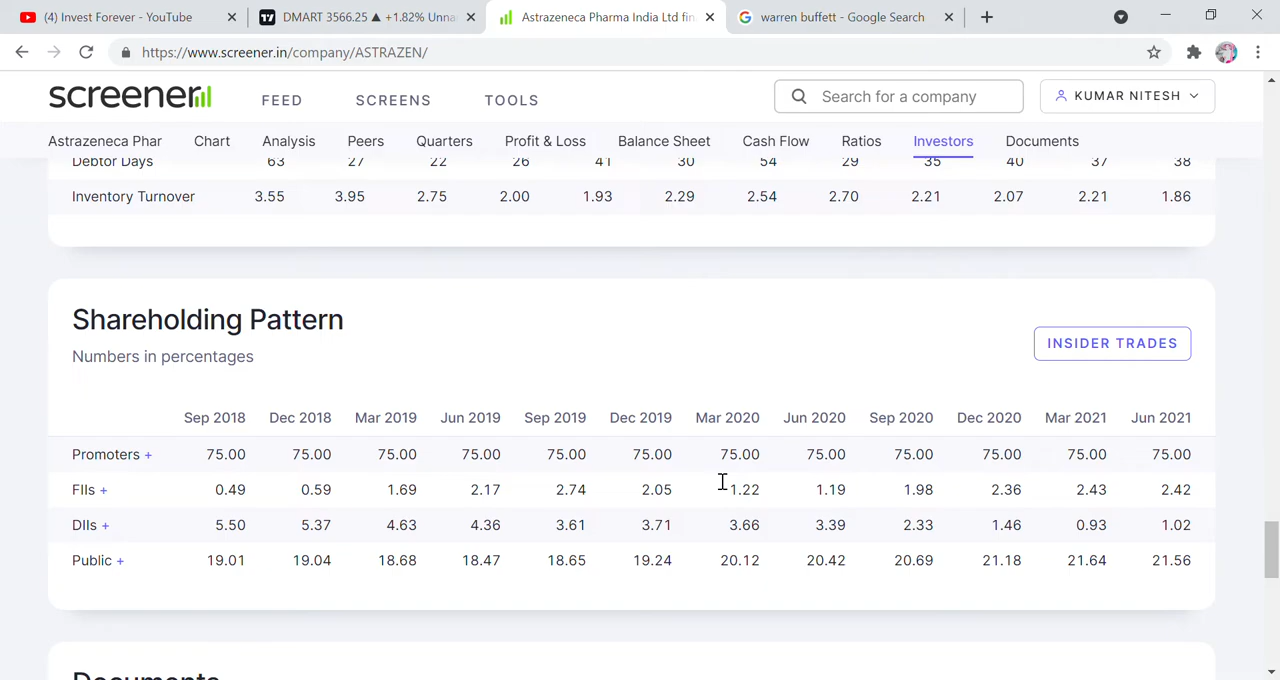 (4) Invest Forever - YouTube
DMART 3566.25 ▲ +1.82% Unna
Astrazeneca Pharma India Ltd fin
warren buffett - Google Search
https://www.screener.in/company/ASTRAZEN/
screener
FEED SCREENS TOOLS
Search for a company
KUMAR NITESH
Astrazeneca Phar Chart Analysis Peers Quarters Profit & Loss Balance Sheet Cash Flow Ratios Investors Documents
Debtor Days 63 27 22 26 41 30 54 29 35 40 37 38
Inventory Turnover 3.55 3.95 2.75 2.00 1.93 2.29 2.54 2.70 2.21 2.07 2.21 1.86
Shareholding Pattern
Numbers in percentages
INSIDER TRADES
Sep 2018 Dec 2018 Mar 2019 Jun 2019 Sep 2019 Dec 2019 Mar 2020 Jun 2020 Sep 2020 Dec 2020 Mar 2021 Jun 2021
Promoters + 75.00 75.00 75.00 75.00 75.00 75.00 75.00 75.00 75.00 75.00 75.00 75.00
FIIs + 0.49 0.59 1.69 2.17 2.74 2.05 1.22 1.19 1.98 2.36 2.43 2.42
DIIs + 5.50 5.37 4.63 4.36 3.61 3.71 3.66 3.39 2.33 1.46 0.93 1.02
Public + 19.01 19.04 18.68 18.47 18.65 19.24 20.12 20.42 20.69 21.18 21.64 21.56
Documents